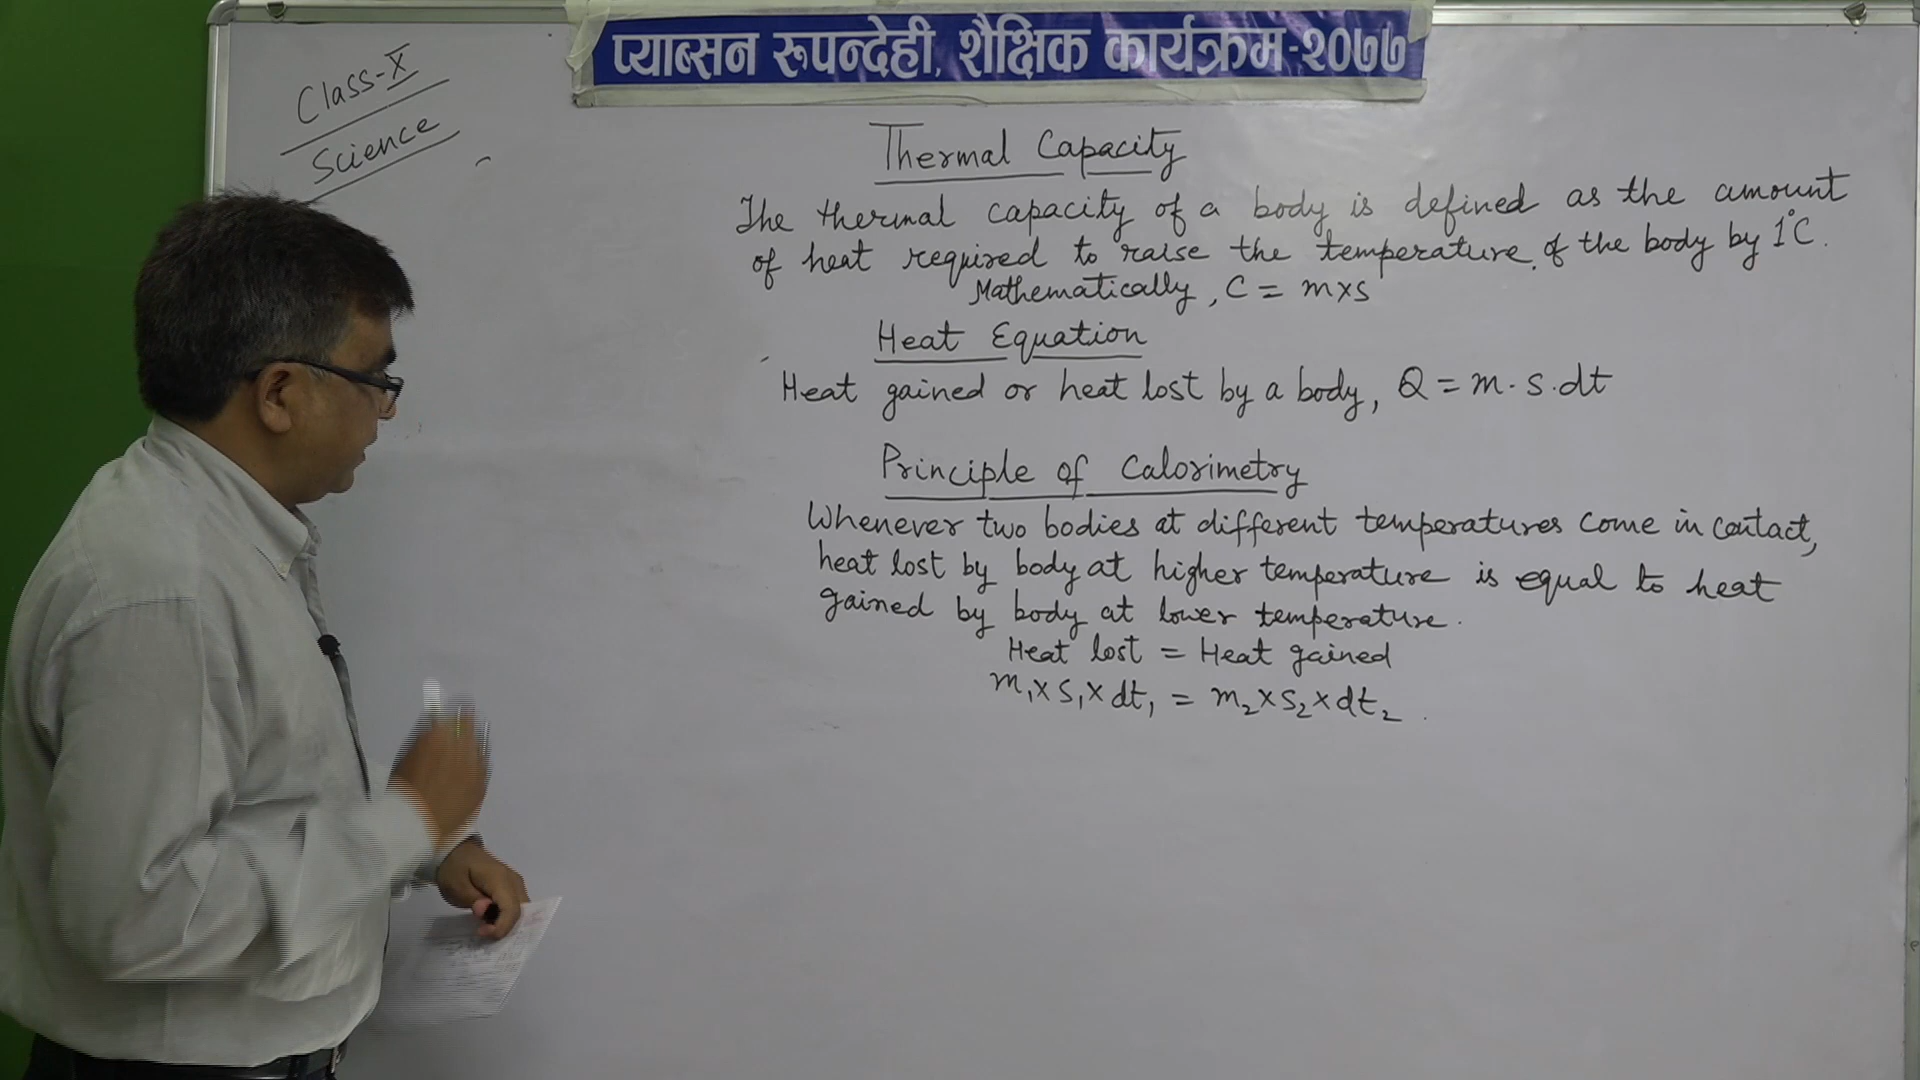 प्याब्सन रूपन्देही, शैक्षिक कार्यक्रम-२०७७
Class-X
Science
Thermal Capacity
The thermal capacity of a body is defined as the amount
of heat required to raise the temperature of the body by 1°C.
Mathematically, C = m×s
Heat Equation
Heat gained or heat lost by a body, Q = m·s·dt
Principle of Calorimetry
Whenever two bodies at different temperatures come in contact,
heat lost by body at higher temperature is equal to heat
gained by body at lower temperature.
Heat lost = Heat gained
m₁×s₁×dt₁ = m₂×s₂×dt₂